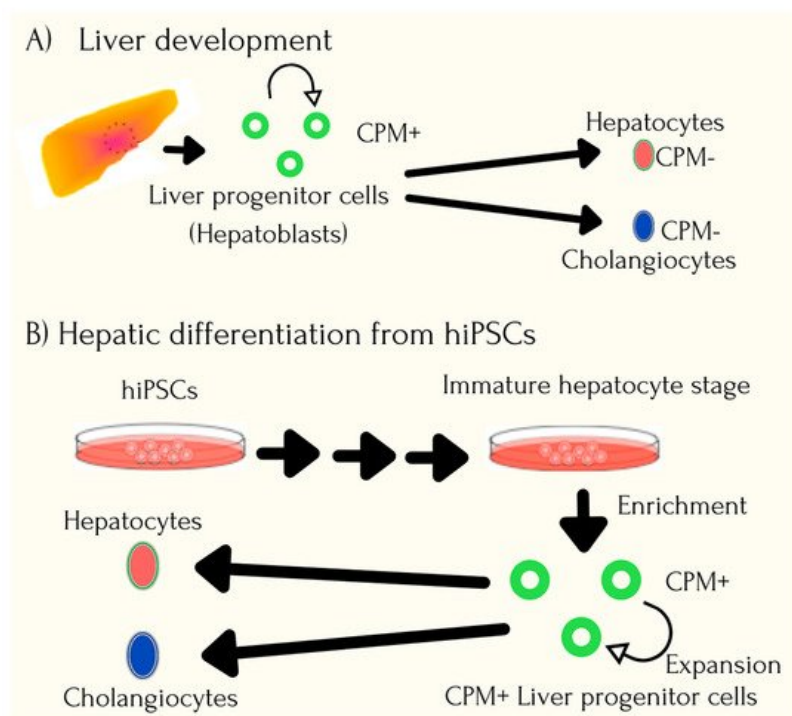 A) Liver development
CPM+
Liver progenitor cells
(Hepatoblasts)
Hepatocytes
CPM-
CPM-
Cholangiocytes
B) Hepatic differentiation from hiPSCs
hiPSCs
Immature hepatocyte stage
Enrichment
Hepatocytes
CPM+
Expansion
Cholangiocytes
CPM+ Liver progenitor cells